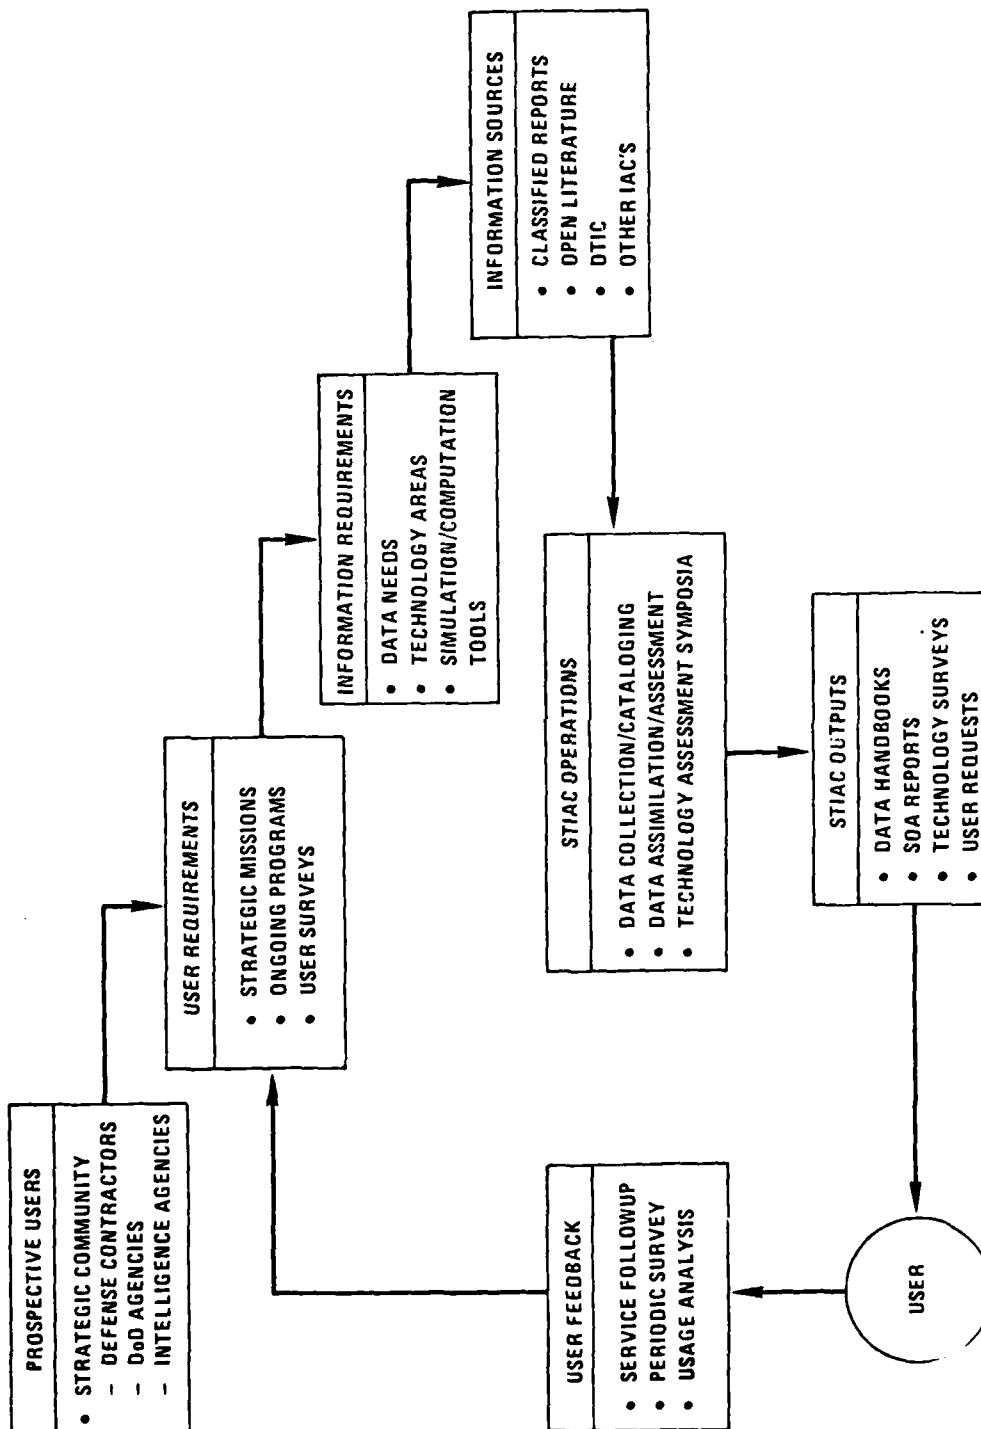 PROSPECTIVE USERS
• STRATEGIC COMMUNITY
– DEFENSE CONTRACTORS
– DoD AGENCIES
– INTELLIGENCE AGENCIES
USER REQUIREMENTS
• STRATEGIC MISSIONS
• ONGOING PROGRAMS
• USER SURVEYS
INFORMATION REQUIREMENTS
• DATA NEEDS
• TECHNOLOGY AREAS
• SIMULATION/COMPUTATION
TOOLS
INFORMATION SOURCES
• CLASSIFIED REPORTS
• OPEN LITERATURE
• DTIC
• OTHER IAC'S
STIAC OPERATIONS
• DATA COLLECTION/CATALOGING
• DATA ASSIMILATION/ASSESSMENT
• TECHNOLOGY ASSESSMENT SYMPOSIA
STIAC OUTPUTS
• DATA HANDBOOKS
• SOA REPORTS
• TECHNOLOGY SURVEYS
• USER REQUESTS
USER
USER FEEDBACK
• SERVICE FOLLOWUP
• PERIODIC SURVEY
• USAGE ANALYSIS